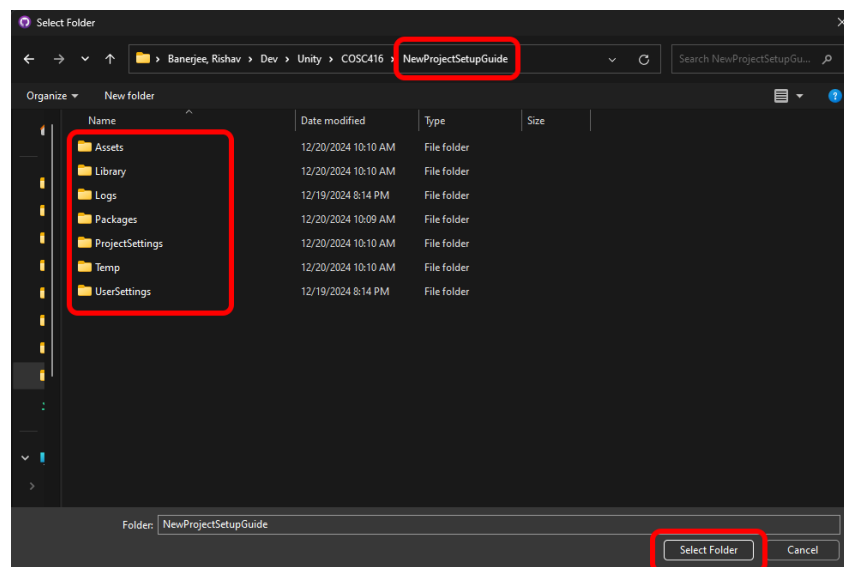 Select Folder
Banerjee, Rishav > Dev > Unity > COSC416 > NewProjectSetupGuide
Search NewProjectSetupGu...
Organize New folder
Name Date modified Type Size
Assets 12/20/2024 10:10 AM File folder
Library 12/20/2024 10:10 AM File folder
Logs 12/19/2024 8:14 PM File folder
Packages 12/20/2024 10:09 AM File folder
ProjectSettings 12/20/2024 10:10 AM File folder
Temp 12/20/2024 10:10 AM File folder
UserSettings 12/19/2024 8:14 PM File folder
Folder: NewProjectSetupGuide
Select Folder Cancel